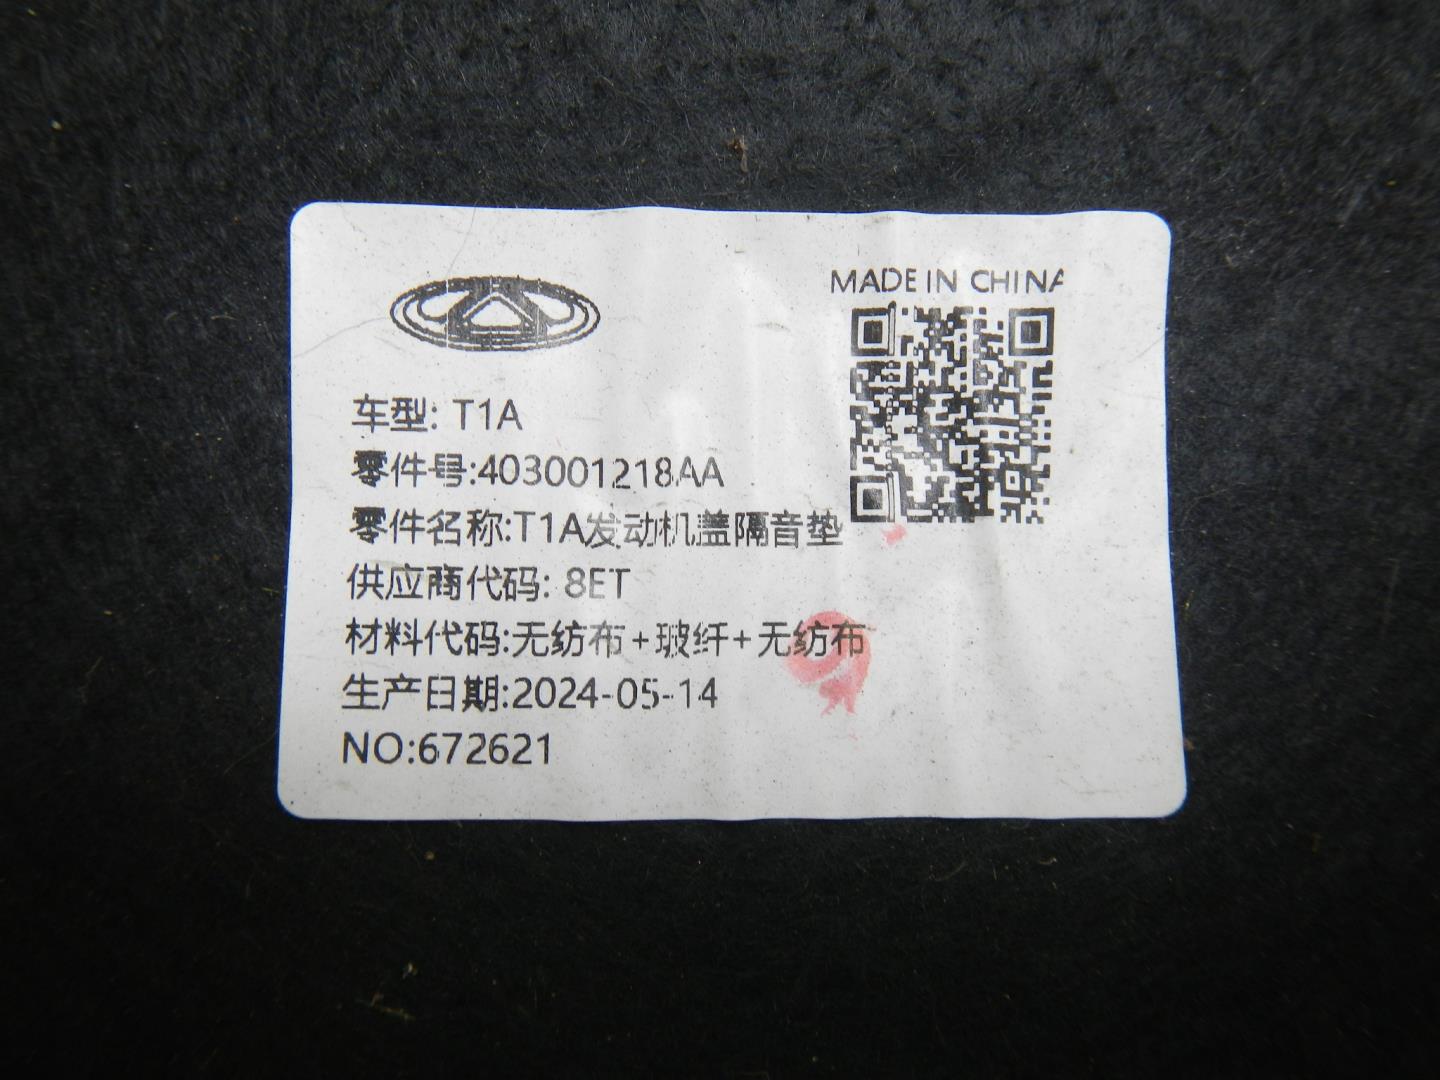 MADE IN CHINA
车型: T1A
零件号:403001218AA
零件名称:T1A发动机盖隔音垫
供应商代码: 8ET
材料代码:无纺布+玻纤+无纺布
生产日期:2024-05-14
NO:672621